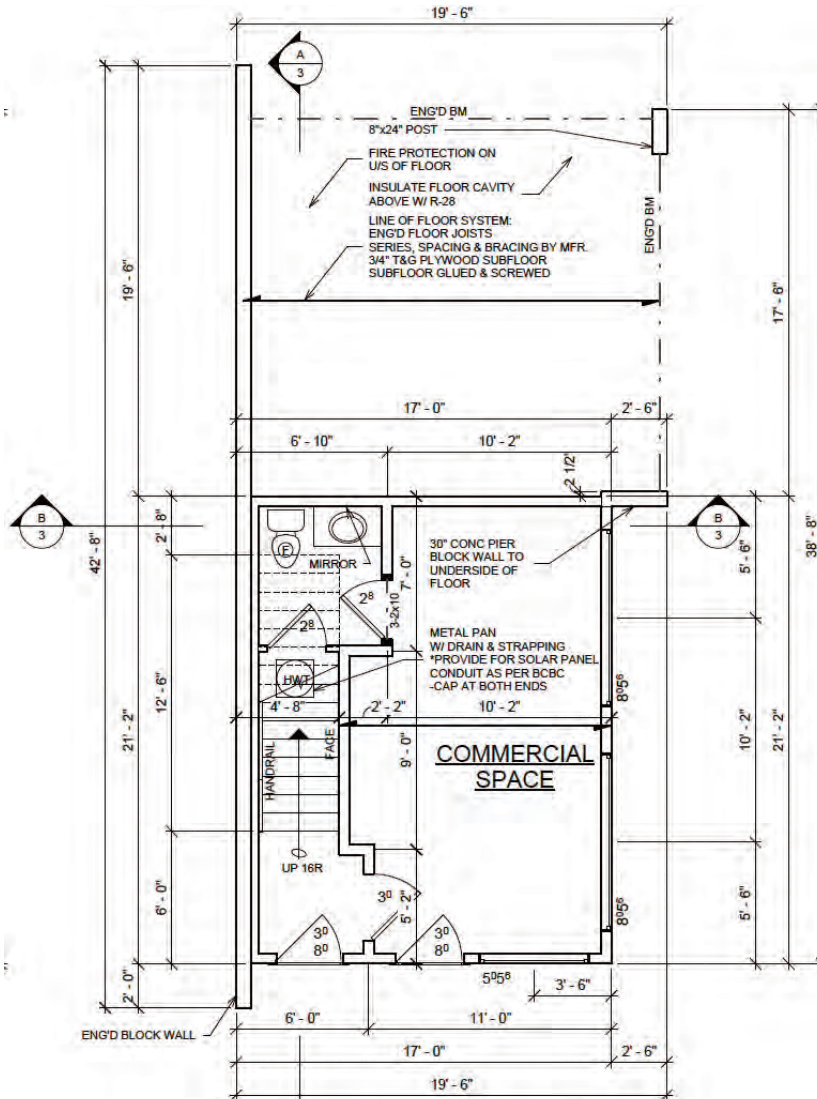 19' - 6"
A
3
ENG'D BM
8"x24" POST
FIRE PROTECTION ON
U/S OF FLOOR
INSULATE FLOOR CAVITY
ABOVE W/ R-28
LINE OF FLOOR SYSTEM:
ENG'D FLOOR JOISTS
SERIES, SPACING & BRACING BY MFR.
3/4" T&G PLYWOOD SUBFLOOR
SUBFLOOR GLUED & SCREWED
ENG'D BM
19' - 6"
17' - 6"
17' - 0"
2' - 6"
6' - 10"
10' - 2"
2 1/2'
B
3
B
3
42' - 8"
2' - 8"
38' - 8"
5' - 6"
F
MIRROR
7' - 0"
30" CONC PIER
BLOCK WALL TO
UNDERSIDE OF
FLOOR
2⁸
3-2x10
2⁸
METAL PAN
W/ DRAIN & STRAPPING
*PROVIDE FOR SOLAR PANEL
CONDUIT AS PER BCBC
-CAP AT BOTH ENDS
HWT
8⁰5⁶
12' - 6"
4' - 8"
2' - 2"
10' - 2"
21' - 2"
10' - 2"
21' - 2"
HANDRAIL
FACE
9' - 0"
COMMERCIAL
SPACE
UP 16R
3⁰
5' - 2"
6' - 0"
8⁰5⁶
5' - 6"
3⁰
8⁰
3⁰
8⁰
5⁰5⁶
3' - 6"
2' - 0"
ENG'D BLOCK WALL
6' - 0"
11' - 0"
17' - 0"
2' - 6"
19' - 6"